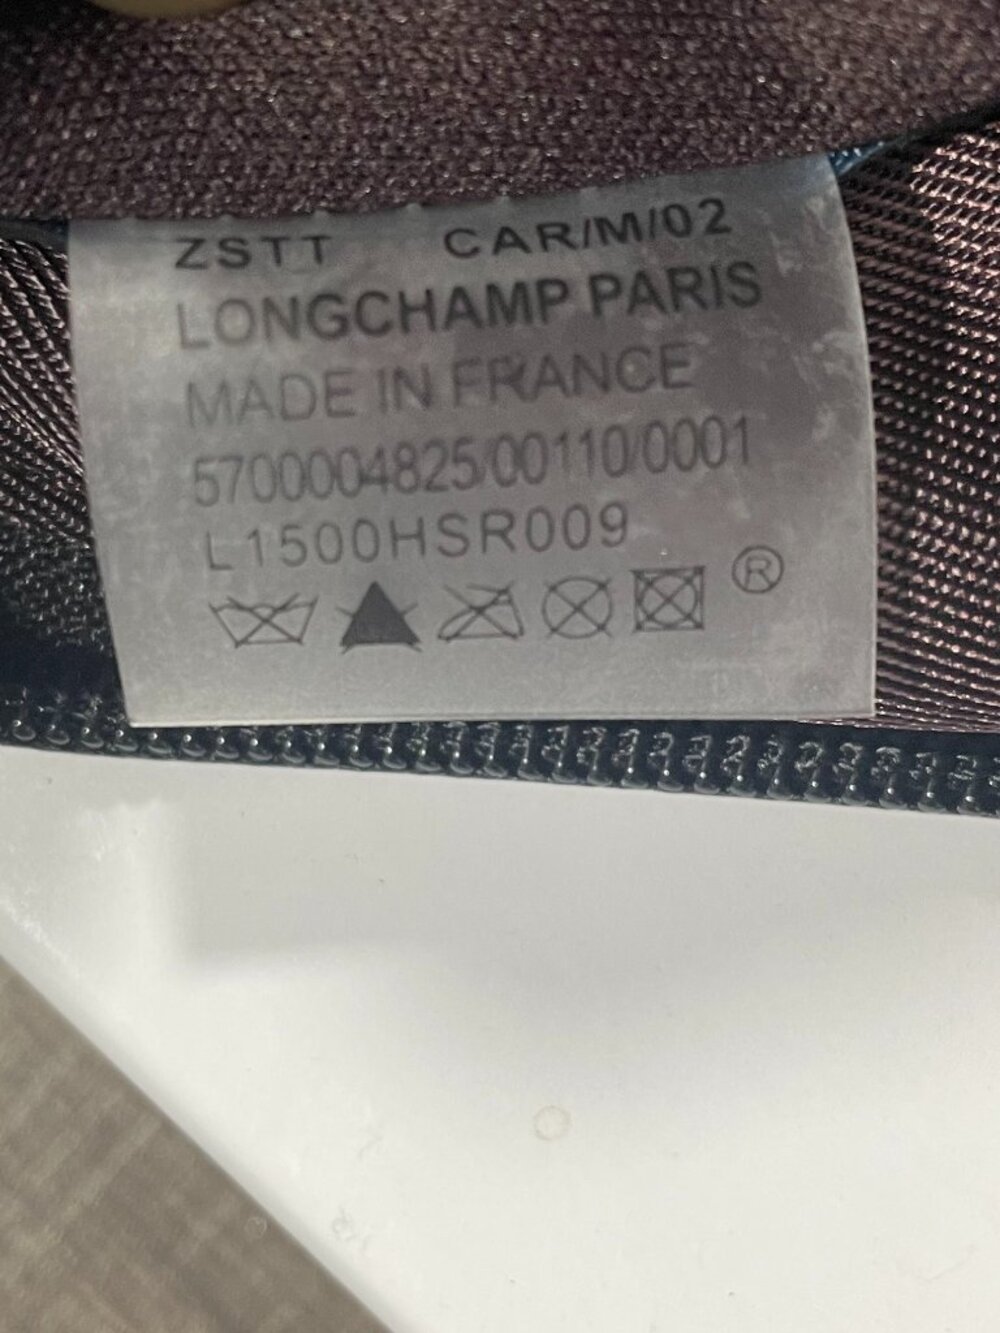 ZSTT CAR/M/02
LONGCHAMP PARIS
MADE IN FRANCE
5700004825/00110/0001
L1500HSR009
®